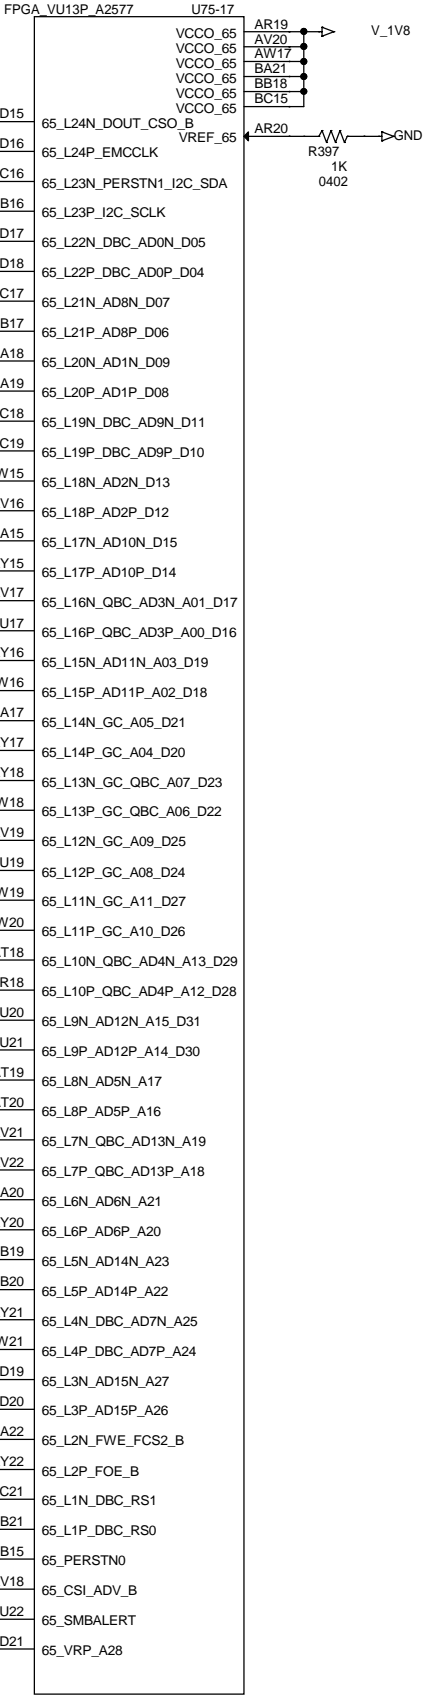 FPGA_VU13P_A2577 U75-17
VCCO_65 AR19 V_1V8
VCCO_65 AV20
VCCO_65 AW17
VCCO_65 BA21
VCCO_65 BB18
VCCO_65 BC15
D15 65_L24N_DOUT_CSO_B
VREF_65 AR20 GND
R397
1K
0402
D16 65_L24P_EMCCLK
C16 65_L23N_PERSTN1_I2C_SDA
B16 65_L23P_I2C_SCLK
D17 65_L22N_DBC_AD0N_D05
D18 65_L22P_DBC_AD0P_D04
C17 65_L21N_AD8N_D07
B17 65_L21P_AD8P_D06
A18 65_L20N_AD1N_D09
A19 65_L20P_AD1P_D08
C18 65_L19N_DBC_AD9N_D11
C19 65_L19P_DBC_AD9P_D10
W15 65_L18N_AD2N_D13
V16 65_L18P_AD2P_D12
A15 65_L17N_AD10N_D15
Y15 65_L17P_AD10P_D14
V17 65_L16N_QBC_AD3N_A01_D17
U17 65_L16P_QBC_AD3P_A00_D16
Y16 65_L15N_AD11N_A03_D19
W16 65_L15P_AD11P_A02_D18
A17 65_L14N_GC_A05_D21
Y17 65_L14P_GC_A04_D20
Y18 65_L13N_GC_QBC_A07_D23
W18 65_L13P_GC_QBC_A06_D22
V19 65_L12N_GC_A09_D25
U19 65_L12P_GC_A08_D24
W19 65_L11N_GC_A11_D27
W20 65_L11P_GC_A10_D26
T18 65_L10N_QBC_AD4N_A13_D29
R18 65_L10P_QBC_AD4P_A12_D28
U20 65_L9N_AD12N_A15_D31
U21 65_L9P_AD12P_A14_D30
T19 65_L8N_AD5N_A17
T20 65_L8P_AD5P_A16
V21 65_L7N_QBC_AD13N_A19
V22 65_L7P_QBC_AD13P_A18
A20 65_L6N_AD6N_A21
Y20 65_L6P_AD6P_A20
B19 65_L5N_AD14N_A23
B20 65_L5P_AD14P_A22
Y21 65_L4N_DBC_AD7N_A25
W21 65_L4P_DBC_AD7P_A24
D19 65_L3N_AD15N_A27
D20 65_L3P_AD15P_A26
A22 65_L2N_FWE_FCS2_B
Y22 65_L2P_FOE_B
C21 65_L1N_DBC_RS1
B21 65_L1P_DBC_RS0
B15 65_PERSTN0
V18 65_CSI_ADV_B
U22 65_SMBALERT
D21 65_VRP_A28